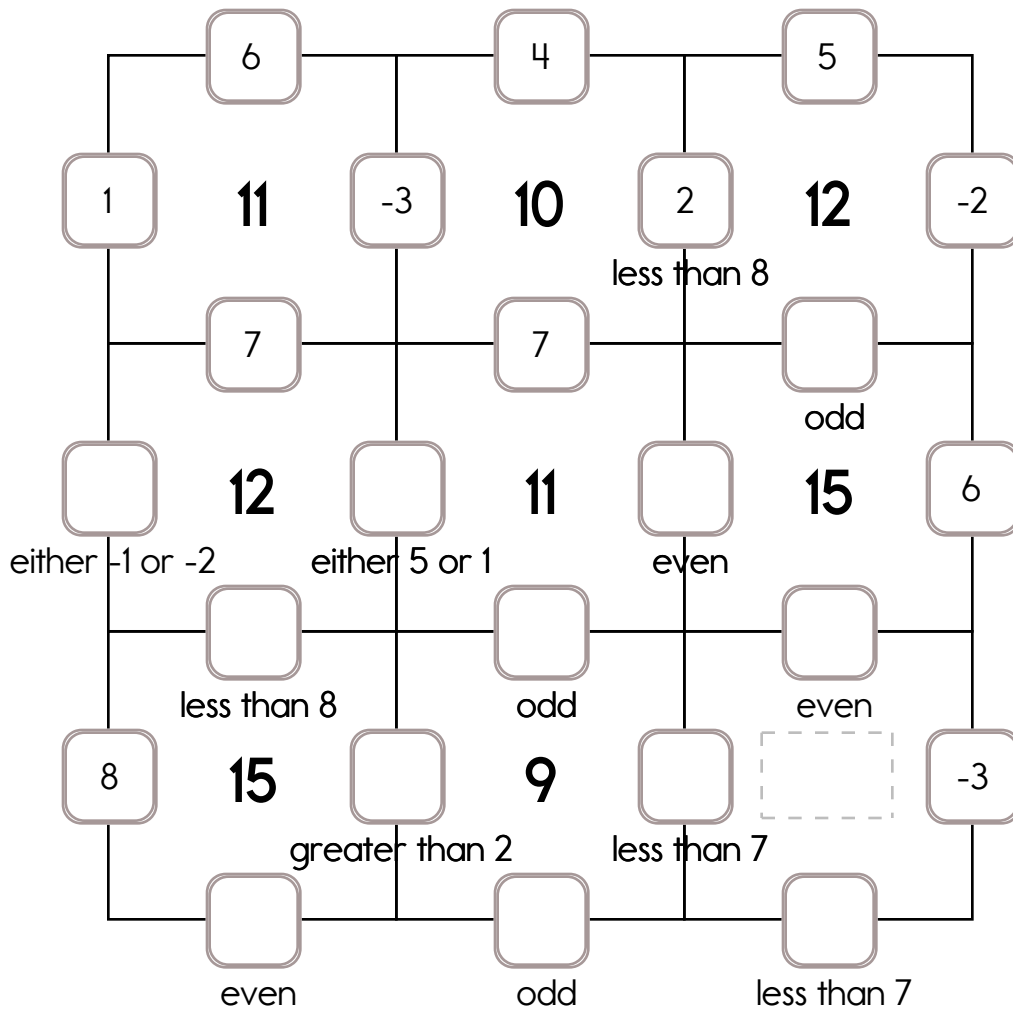 6 4 5
1 11 -3 10 2 12 -2
less than 8
7 7
odd
12 11 15 6
either -1 or -2 either 5 or 1 even
less than 8 odd even
8 15 9 -3
greater than 2 less than 7
even odd less than 7